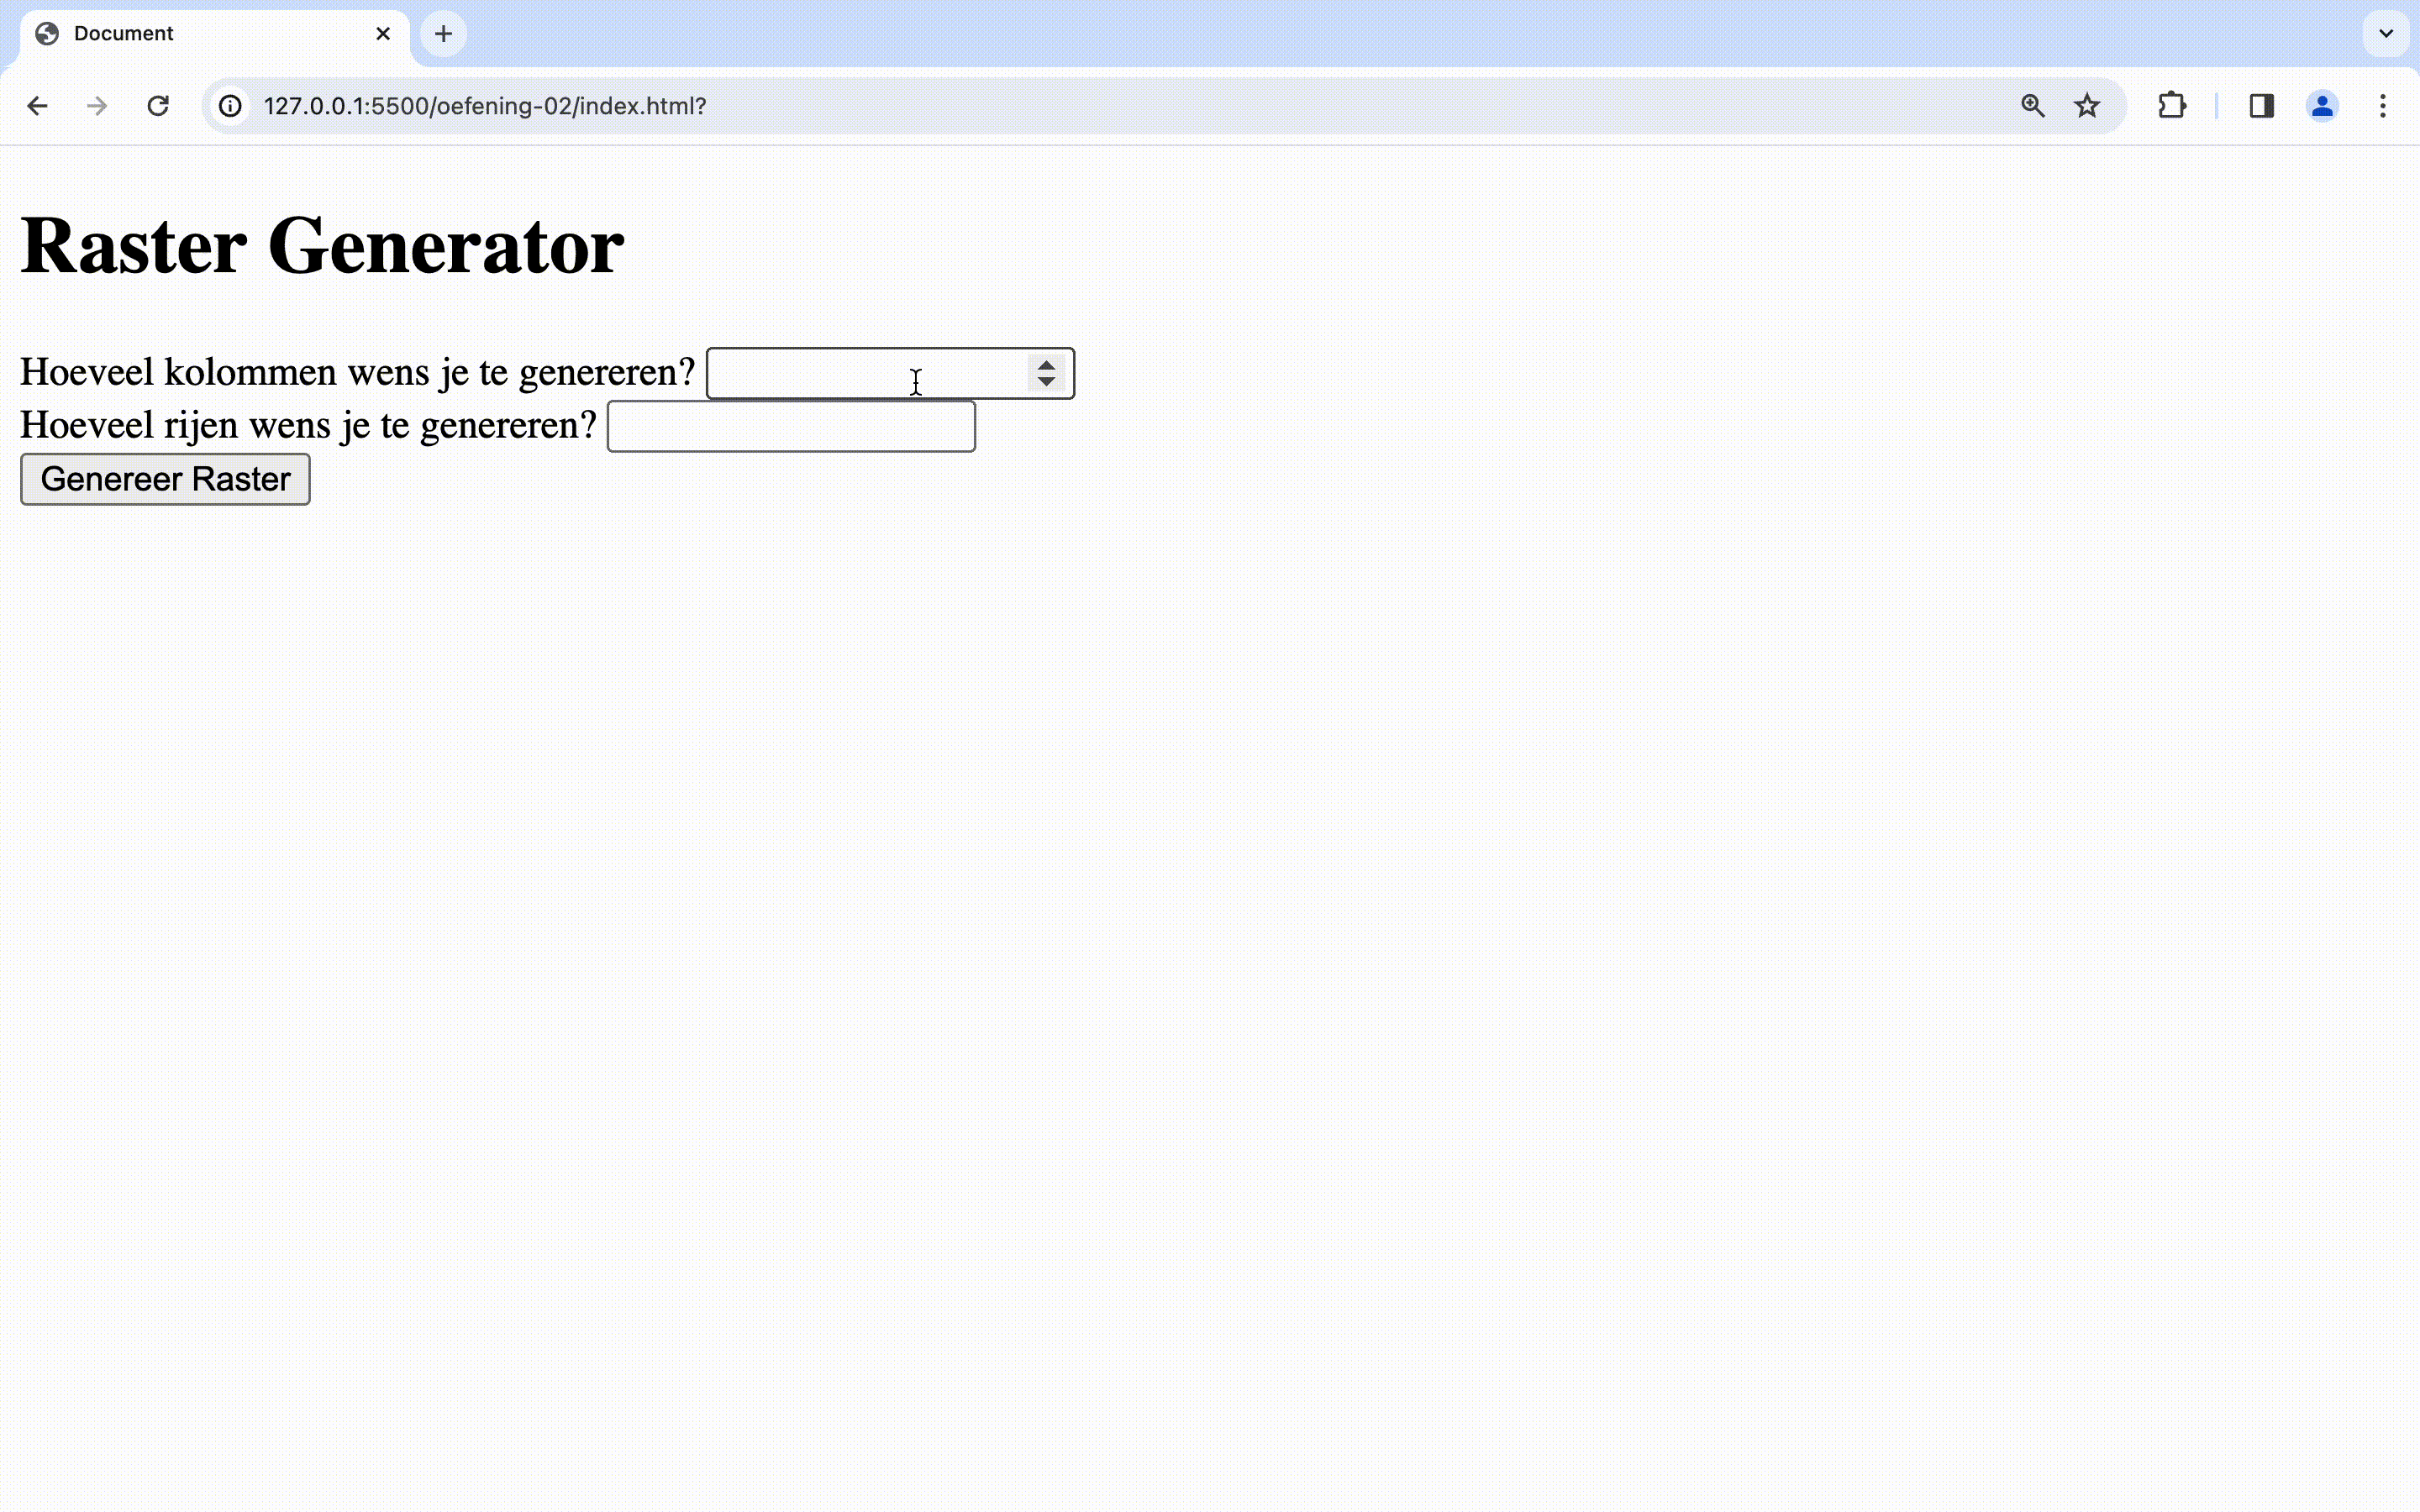 Document
127.0.0.1:5500/oefening-02/index.html?
Raster Generator
Hoeveel kolommen wens je te genereren?
Hoeveel rijen wens je te genereren?
Genereer Raster